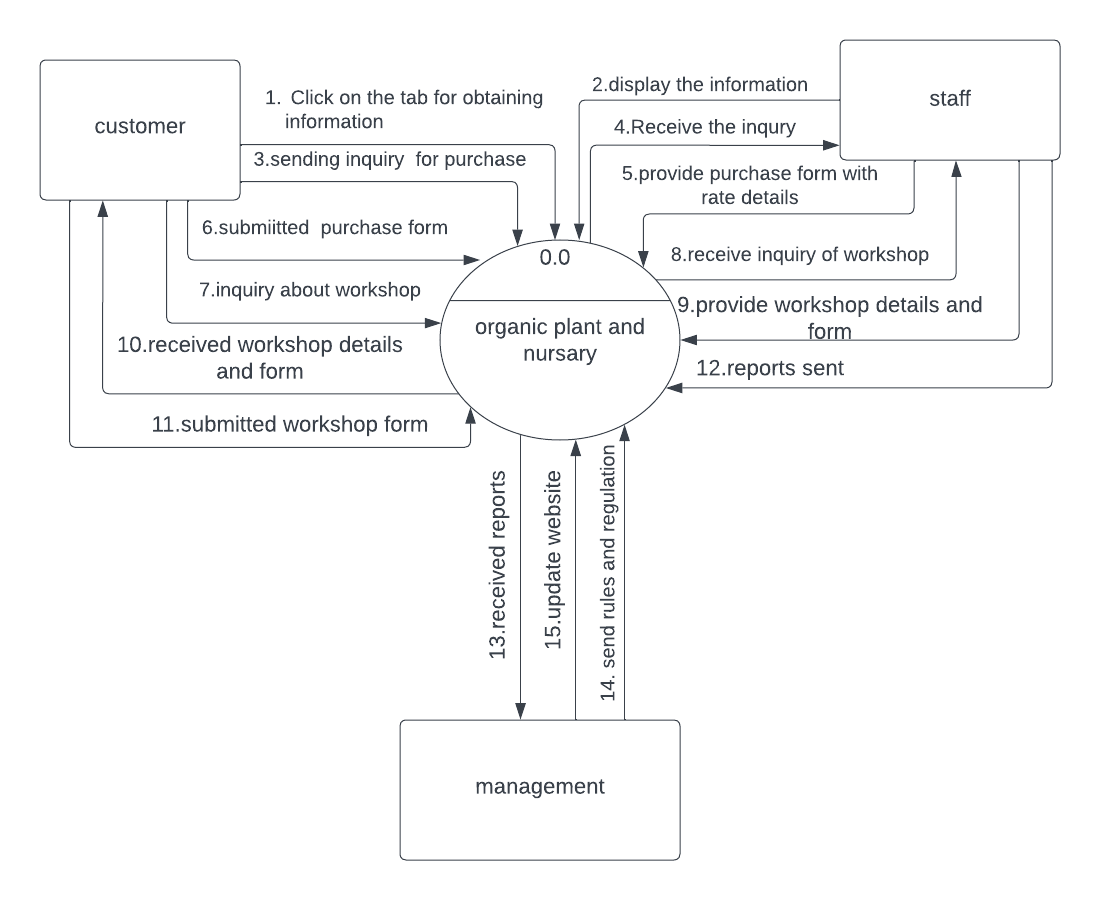 customer
staff
1.  Click on the tab for obtaining
information
2.display the information
3.sending inquiry  for purchase
4.Receive the inqury
5.provide purchase form with
rate details
6.submiitted  purchase form
0.0
organic plant and
nursary
7.inquiry about workshop
8.receive inquiry of workshop
9.provide workshop details and
form
10.received workshop details
and form
11.submitted workshop form
12.reports sent
13.received reports
15.update website
14. send rules and regulation
management